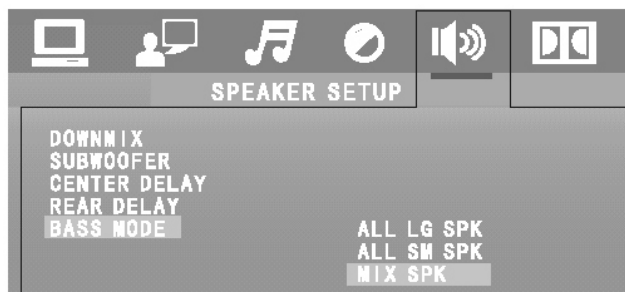 SPEAKER SETUP
DOWNMIX
SUBWOOFER
CENTER DELAY
REAR DELAY
BASS MODE
ALL LG SPK
ALL SM SPK
MIX SPK